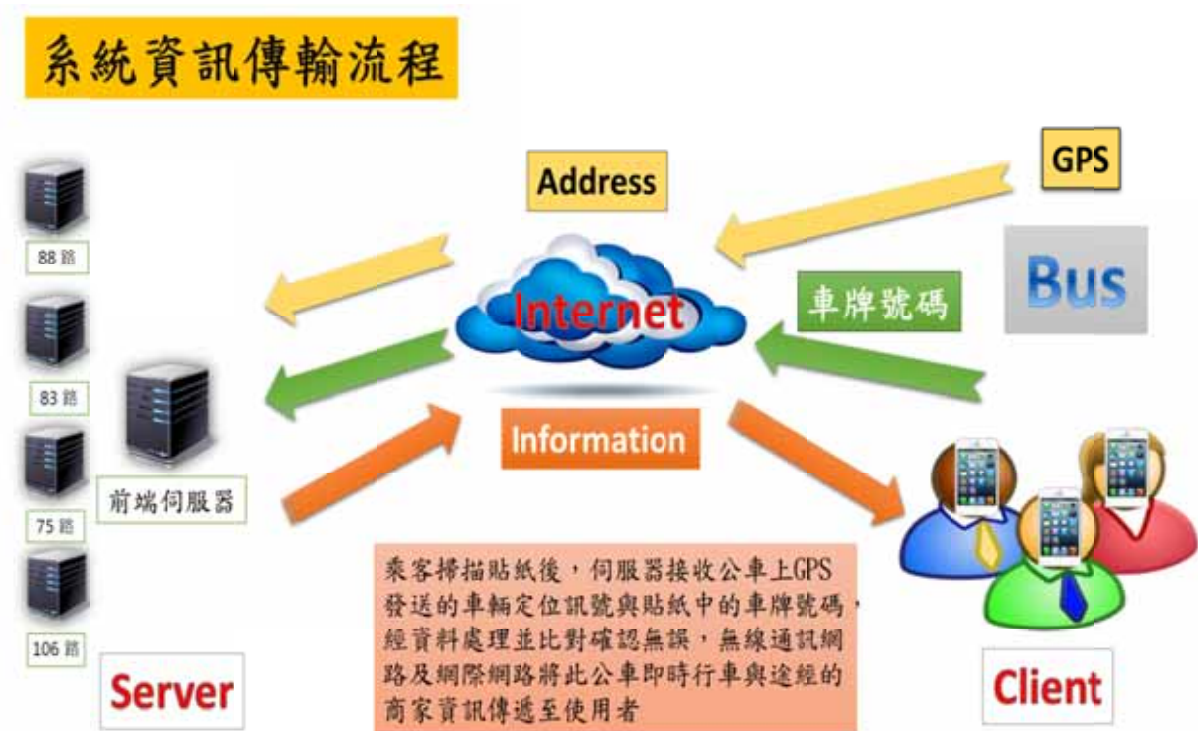 系統資訊傳輸流程
GPS
Address
Bus
88 路
Internet
車牌號碼
83 路
Information
前端伺服器
75 路
乘客掃描貼紙後，伺服器接收公車上GPS
發送的車輛定位訊號與貼紙中的車牌號碼，
經資料處理並比對確認無誤，無線通訊網
路及網際網路將此公車即時行車與途經的
商家資訊傳遞至使用者
106 路
Server
Client